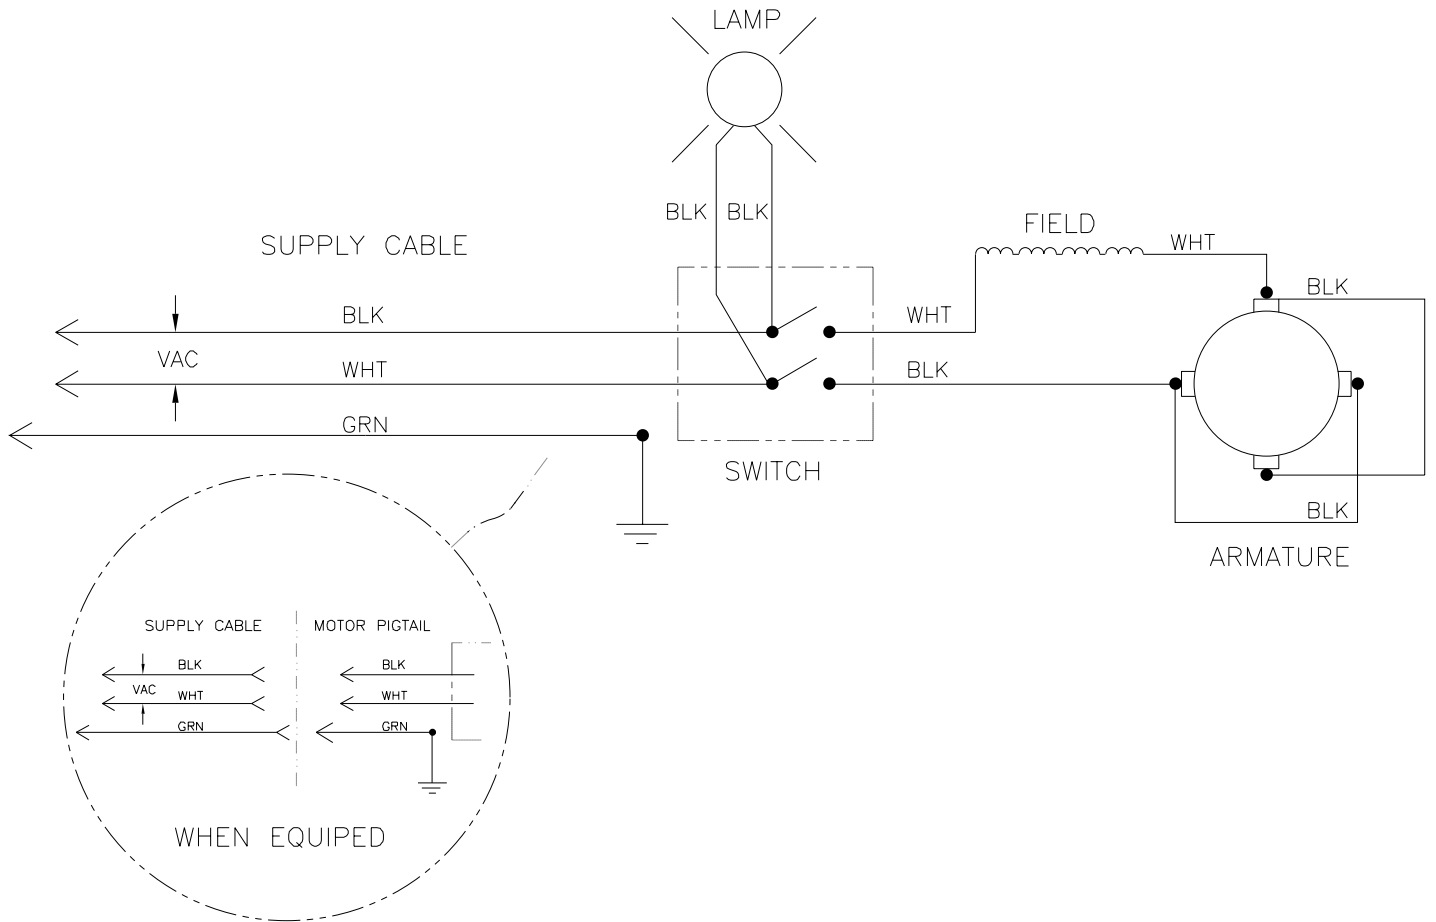 LAMP
BLK BLK
FIELD
WHT
SUPPLY CABLE
BLK
BLK
WHT
VAC
WHT
BLK
GRN
SWITCH
BLK
ARMATURE
SUPPLY CABLE
MOTOR PIGTAIL
BLK
BLK
VAC
WHT
WHT
GRN
GRN
WHEN EQUIPED